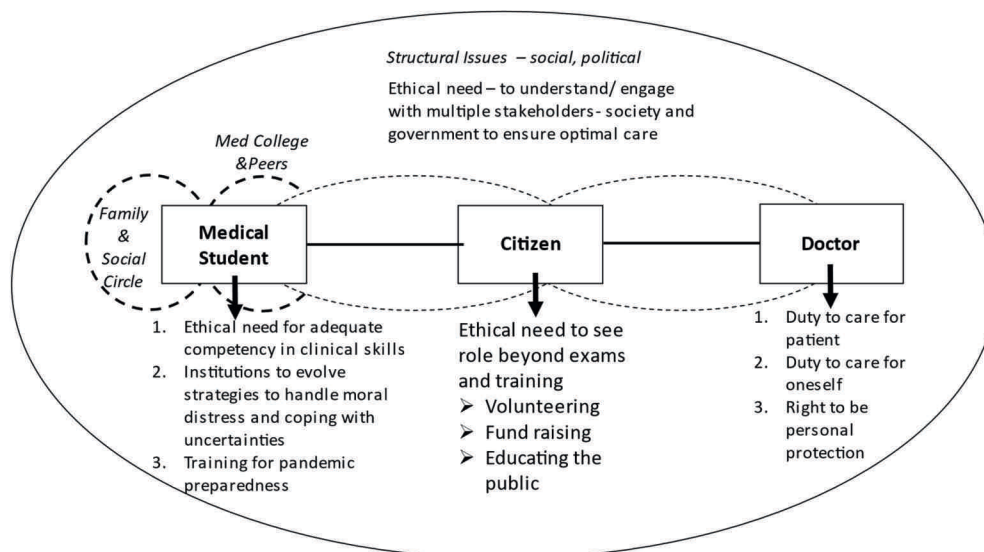 Structural Issues – social, political
Ethical need – to understand/ engage
with multiple stakeholders- society and
government to ensure optimal care
Med College
&Peers
Family
&
Social
Circle
Medical
Student
Citizen
Doctor
1. Ethical need for adequate
competency in clinical skills
2. Institutions to evolve
strategies to handle moral
distress and coping with
uncertainties
3. Training for pandemic
preparedness
Ethical need to see
role beyond exams
and training
➢ Volunteering
➢ Fund raising
➢ Educating the
public
1. Duty to care for
patient
2. Duty to care for
oneself
3. Right to be
personal
protection